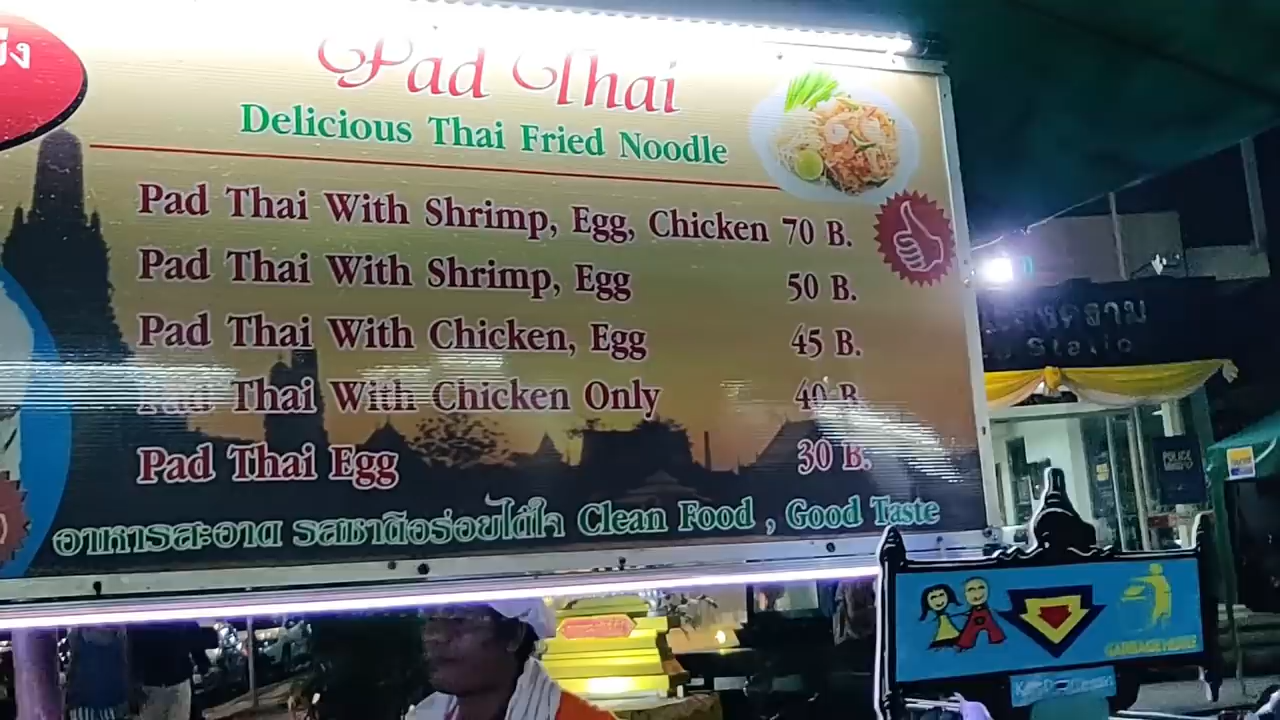 Pad Thai
Delicious Thai Fried Noodle
Pad Thai With Shrimp, Egg, Chicken 70 B.
Pad Thai With Shrimp, Egg 50 B.
Pad Thai With Chicken, Egg 45 B.
Pad Thai With Chicken Only 40 B.
Pad Thai Egg 30 B.
อาหารสะอาด รสชาติอร่อยได้ใจ Clean Food , Good Taste
POLICE
GARBAGE HOUSE